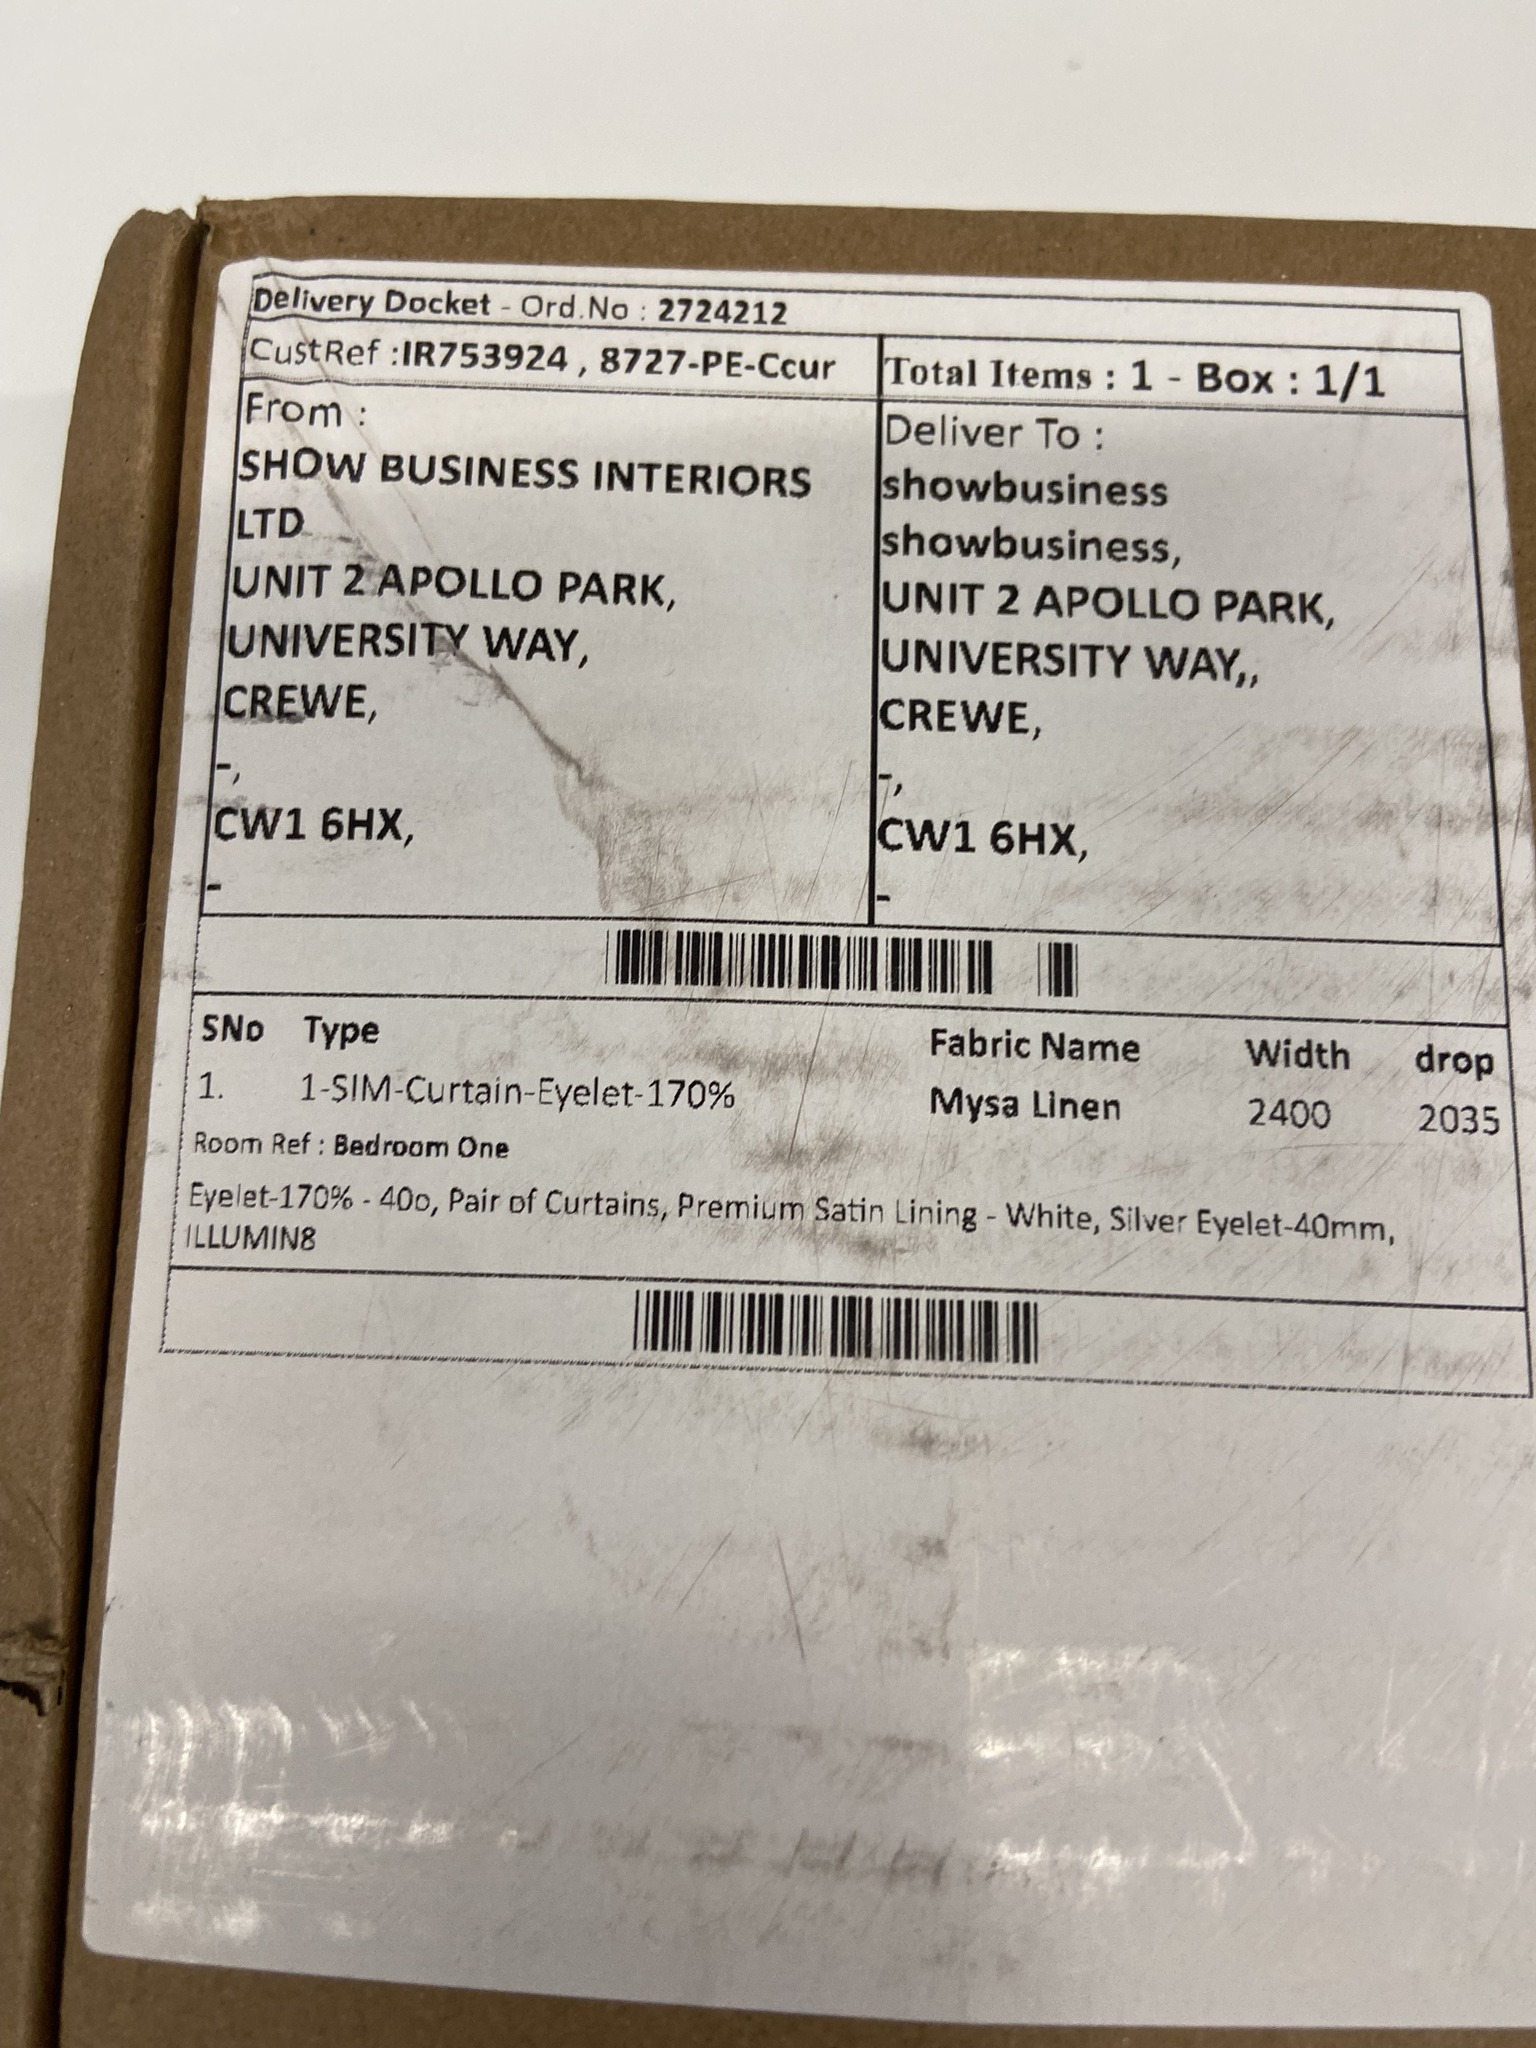 Delivery Docket - Ord.No : 2724212
CustRef :IR753924 , 8727-PE-Ccur
Total Items : 1 - Box : 1/1
From :
SHOW BUSINESS INTERIORS
LTD
UNIT 2 APOLLO PARK,
UNIVERSITY WAY,
CREWE,
-,
CW1 6HX,
-
Deliver To :
showbusiness
showbusiness,
UNIT 2 APOLLO PARK,
UNIVERSITY WAY,,
CREWE,
-,
CW1 6HX,
-
SNo Type Fabric Name Width drop
1. 1-SIM-Curtain-Eyelet-170% Mysa Linen 2400 2035
Room Ref : Bedroom One
Eyelet-170% - 40o, Pair of Curtains, Premium Satin Lining - White, Silver Eyelet-40mm,
ILLUMIN8